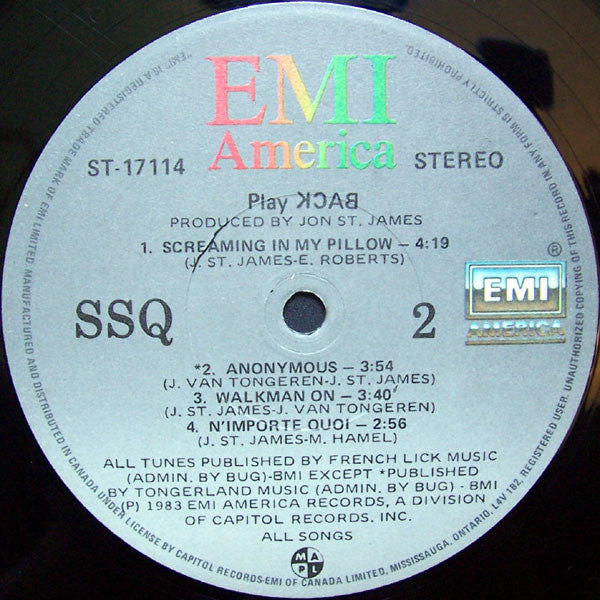 EMI
America
ST-17114
STEREO
Play BACK
PRODUCED BY JON ST. JAMES
1. SCREAMING IN MY PILLOW – 4:19
(J. ST. JAMES-E. ROBERTS)
®
SSQ
2
EMI
AMERICA
*2. ANONYMOUS – 3:54
(J. VAN TONGEREN-J. ST. JAMES)
3. WALKMAN ON – 3:40
(J. ST. JAMES-J. VAN TONGEREN)
4. N'IMPORTE QUOI – 2:56
(J. ST. JAMES-M. HAMEL)
ALL TUNES PUBLISHED BY FRENCH LICK MUSIC
(ADMIN. BY BUG)-BMI EXCEPT *PUBLISHED
BY TONGERLAND MUSIC (ADMIN. BY BUG) - BMI
(P) 1983 EMI AMERICA RECORDS, A DIVISION
OF CAPITOL RECORDS, INC.
ALL SONGS
M A P L
"EMI" IS A REGISTERED TRADE MARK OF EMI LIMITED. MANUFACTURED AND DISTRIBUTED IN CANADA UNDER LICENSE BY CAPITOL RECORDS-EMI OF CANADA LIMITED, MISSISSAUGA, ONTARIO, L4V 1B2, REGISTERED USER. UNAUTHORIZED COPYING OF THIS RECORD IN ANY FORM IS STRICTLY PROHIBITED.